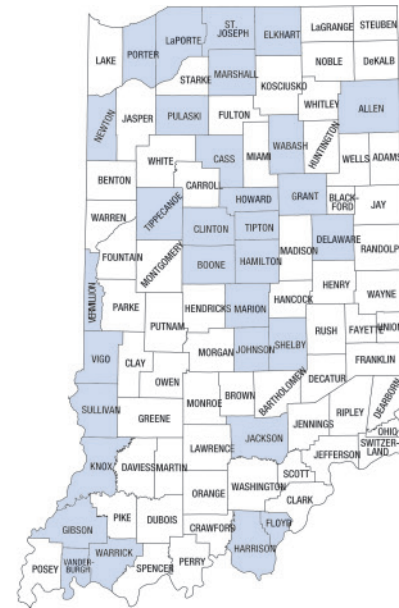 LAKE
PORTER
LaPORTE
ST.
JOSEPH
ELKHART
LaGRANGE
STEUBEN
NOBLE
DeKALB
STARKE
MARSHALL
KOSCIUSKO
NEWTON
JASPER
PULASKI
FULTON
WHITLEY
ALLEN
WABASH
HUNTINGTON
WHITE
CASS
MIAMI
WELLS
ADAMS
BENTON
CARROLL
TIPPECANOE
HOWARD
GRANT
BLACK-
FORD
JAY
WARREN
CLINTON
TIPTON
DELAWARE
RANDOLP
FOUNTAIN
MONTGOMERY
BOONE
HAMILTON
MADISON
HENRY
WAYNE
VERMILLION
PARKE
HENDRICKS
MARION
HANCOCK
PUTNAM
RUSH
FAYETTE
UNION
VIGO
CLAY
MORGAN
JOHNSON
SHELBY
FRANKLIN
OWEN
DECATUR
SULLIVAN
GREENE
MONROE
BROWN
BARTHOLOMEW
RIPLEY
DEARBORN
JENNINGS
OHIO
SWITZER-
LAND
JACKSON
JEFFERSON
KNOX
DAVIESS
MARTIN
LAWRENCE
SCOTT
WASHINGTON
ORANGE
CLARK
GIBSON
PIKE
DUBOIS
CRAWFORD
FLOYD
HARRISON
POSEY
VANDER-
BURGH
WARRICK
SPENCER
PERRY